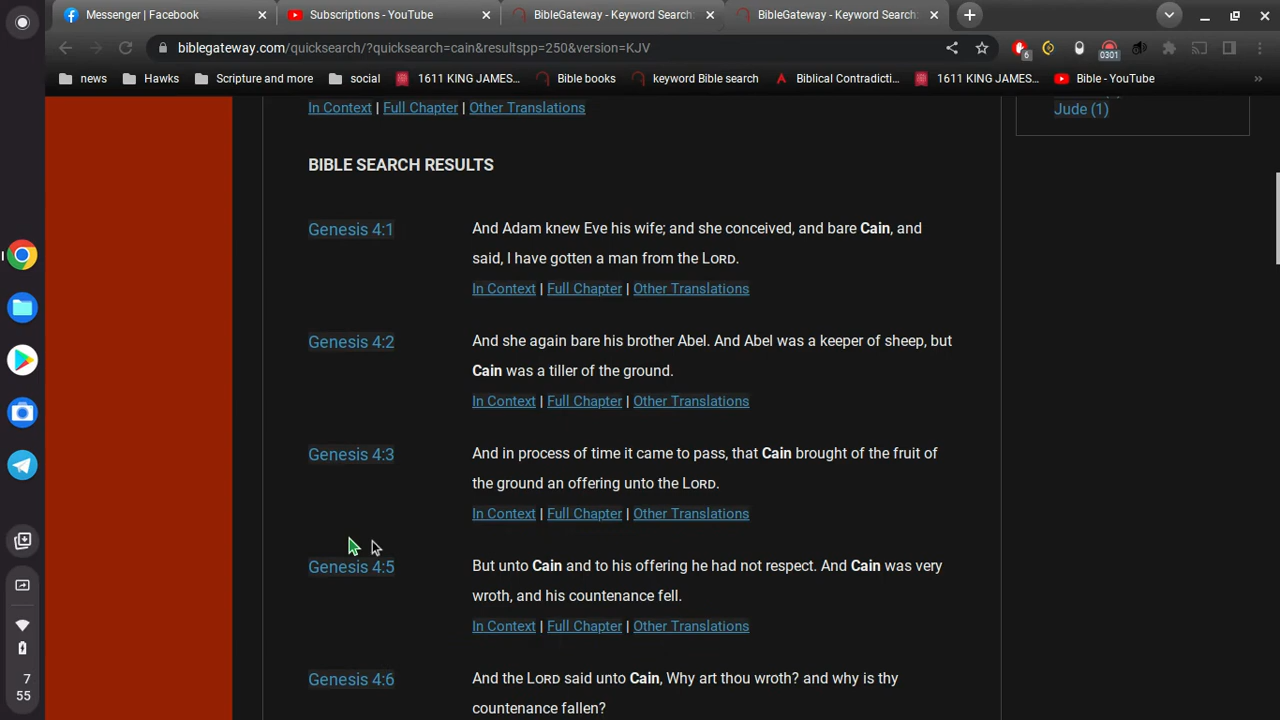 Messenger | Facebook
Subscriptions - YouTube
BibleGateway - Keyword Search:
BibleGateway - Keyword Search:
biblegateway.com/quicksearch/?quicksearch=cain&resultspp=250&version=KJV
6
0301
news
Hawks
Scripture and more
social
1611 KING JAMES...
Bible books
keyword Bible search
Biblical Contradicti...
1611 KING JAMES...
Bible - YouTube
»
In Context | Full Chapter | Other Translations
Jude (1)
BIBLE SEARCH RESULTS
Genesis 4:1
And Adam knew Eve his wife; and she conceived, and bare Cain, and
said, I have gotten a man from the LORD.
In Context | Full Chapter | Other Translations
Genesis 4:2
And she again bare his brother Abel. And Abel was a keeper of sheep, but
Cain was a tiller of the ground.
In Context | Full Chapter | Other Translations
Genesis 4:3
And in process of time it came to pass, that Cain brought of the fruit of
the ground an offering unto the LORD.
In Context | Full Chapter | Other Translations
Genesis 4:5
But unto Cain and to his offering he had not respect. And Cain was very
wroth, and his countenance fell.
In Context | Full Chapter | Other Translations
Genesis 4:6
And the LORD said unto Cain, Why art thou wroth? and why is thy
countenance fallen?
7
55